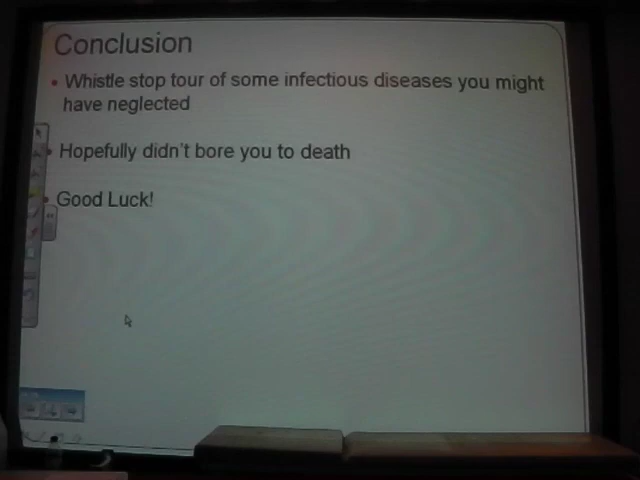 Conclusion
• Whistle stop tour of some infectious diseases you might
have neglected
• Hopefully didn't bore you to death
• Good Luck!